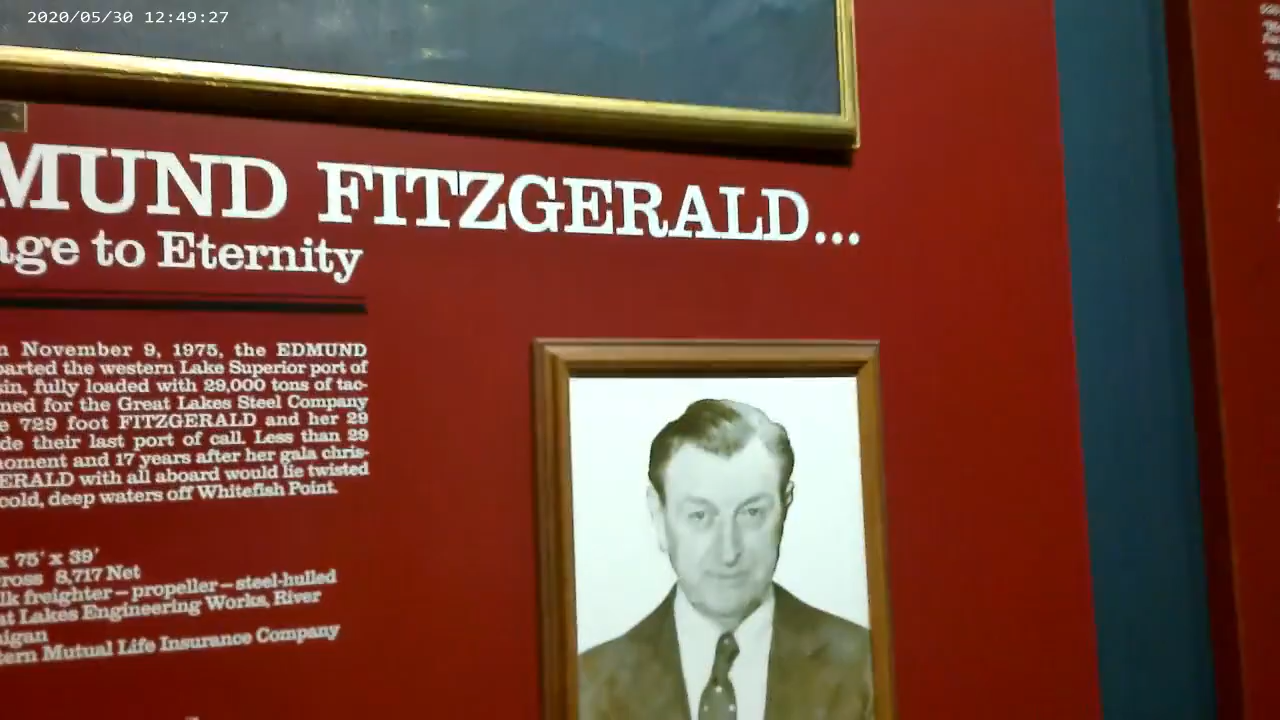 2020/05/30 12:49:27
MUND FITZGERALD...
age to Eternity
n November 9, 1975, the EDMUND
parted the western Lake Superior port of
sin, fully loaded with 29,000 tons of tac-
ned for the Great Lakes Steel Company
e 729 foot FITZGERALD and her 29
de their last port of call. Less than 29
moment and 17 years after her gala chris-
ERALD with all aboard would lie twisted
cold, deep waters off Whitefish Point.
x 75' x 39'
ross 8,717 Net
lk freighter – propeller – steel-hulled
at Lakes Engineering Works, River
higan
tern Mutual Life Insurance Company